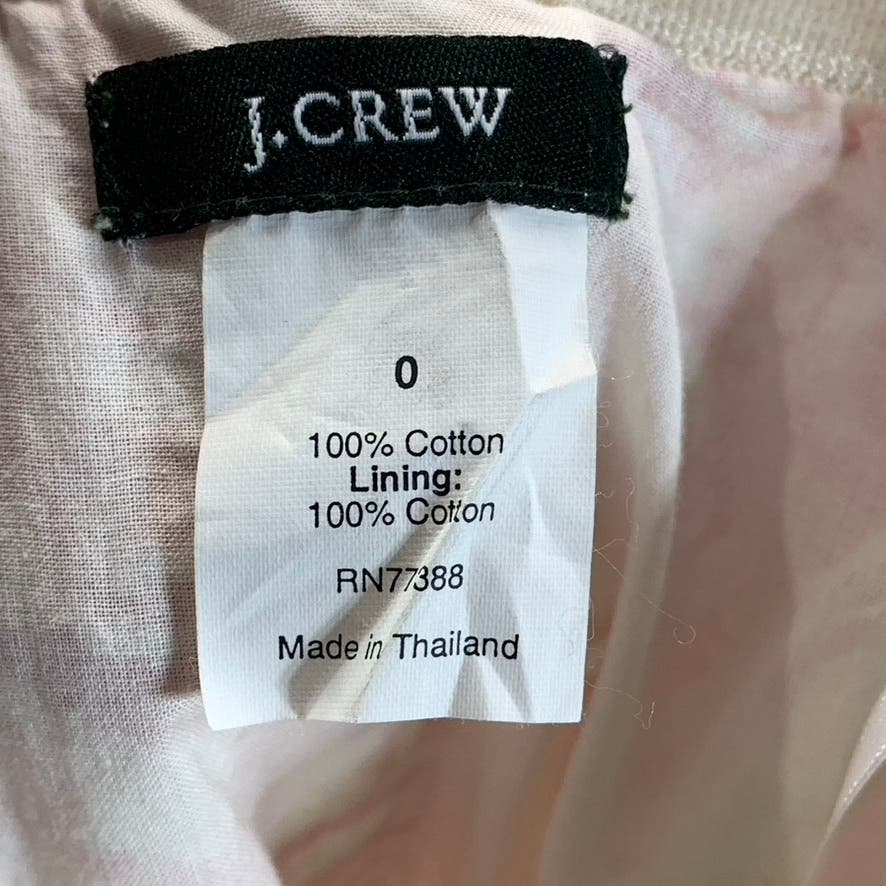 J.CREW
0
100% Cotton
Lining:
100% Cotton
RN77388
Made in Thailand